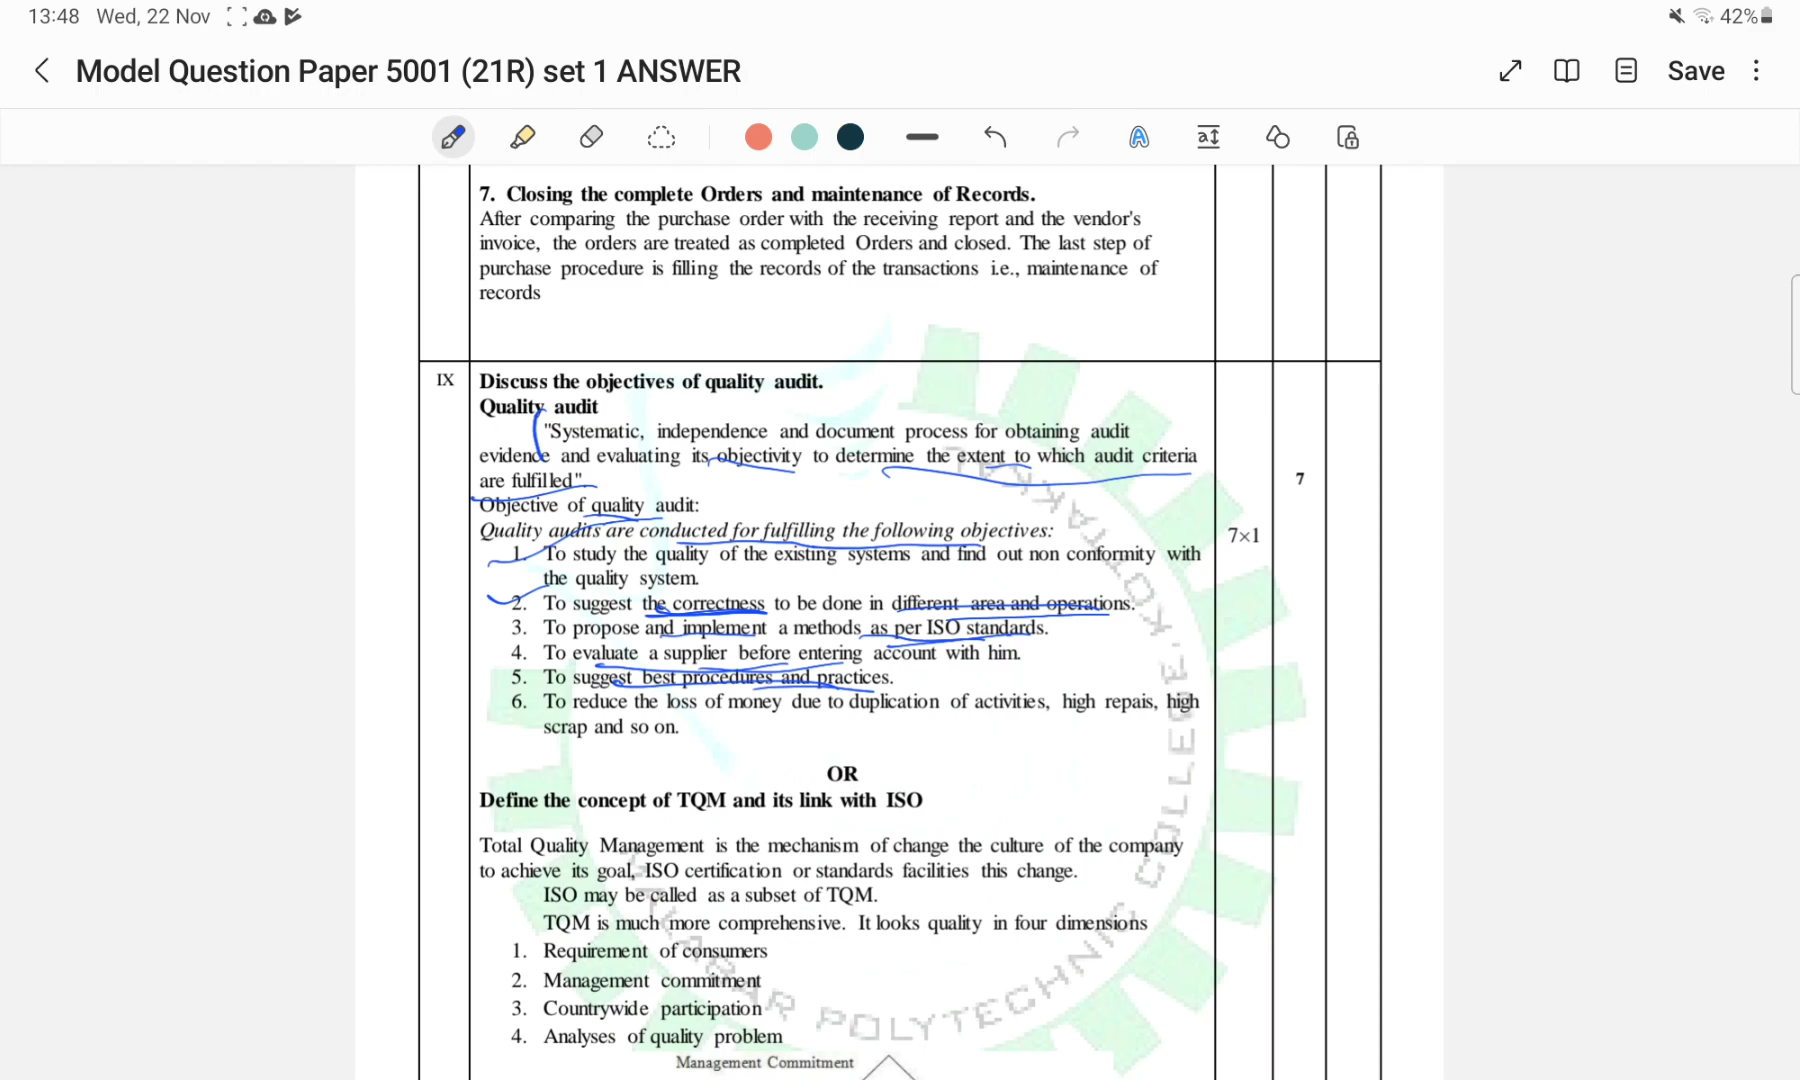 13:48 Wed, 22 Nov
42%
Model Question Paper 5001 (21R) set 1 ANSWER
Save
7. Closing the complete Orders and maintenance of Records.
After comparing the purchase order with the receiving report and the vendor's
invoice, the orders are treated as completed Orders and closed. The last step of
purchase procedure is filling the records of the transactions i.e., maintenance of
records
IX
Discuss the objectives of quality audit.
Quality audit
"Systematic, independence and document process for obtaining audit
evidence and evaluating its objectivity to determine the extent to which audit criteria
are fulfilled".
7
Objective of quality audit:
Quality audits are conducted for fulfilling the following objectives:
7×1
1. To study the quality of the existing systems and find out non conformity with
the quality system.
2. To suggest the correctness to be done in different area and operations.
3. To propose and implement a methods as per ISO standards.
4. To evaluate a supplier before entering account with him.
5. To suggest best procedures and practices.
6. To reduce the loss of money due to duplication of activities, high repais, high
scrap and so on.
OR
Define the concept of TQM and its link with ISO
Total Quality Management is the mechanism of change the culture of the company
to achieve its goal, ISO certification or standards facilities this change.
ISO may be called as a subset of TQM.
TQM is much more comprehensive. It looks quality in four dimensions
1. Requirement of consumers
2. Management commitment
3. Countrywide participation
4. Analyses of quality problem
Management Commitment
POLYTECHNIC COLLEGE, KOTTAKKAL